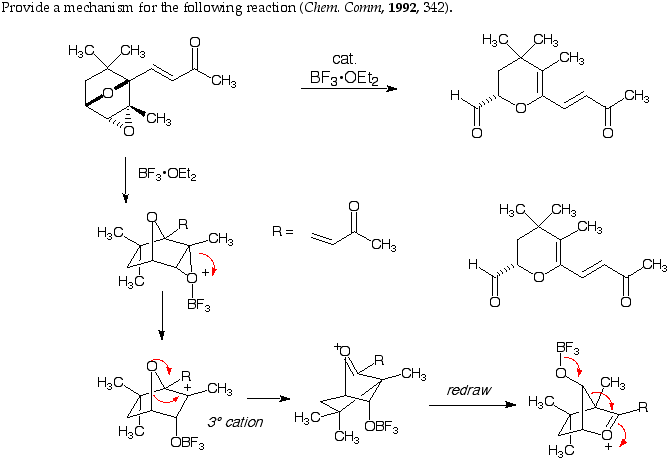 Provide a mechanism for the following reaction (Chem. Comm, 1992, 342).
H₃C CH₃ O
CH₃
O
CH₃
O
cat.
BF₃•OEt₂
H₃C CH₃
CH₃
H O CH₃
O O
BF₃•OEt₂
O R
H₃C CH₃
CH₃ O +
BF₃
R = O
CH₃
H₃C CH₃
CH₃
H O CH₃
O O
O R
H₃C + CH₃
H₃C
OBF₃
3° cation
+O R
CH₃
H₃C
CH₃ OBF₃
redraw
BF₃
O
CH₃
H₃C R
H₃C O
+